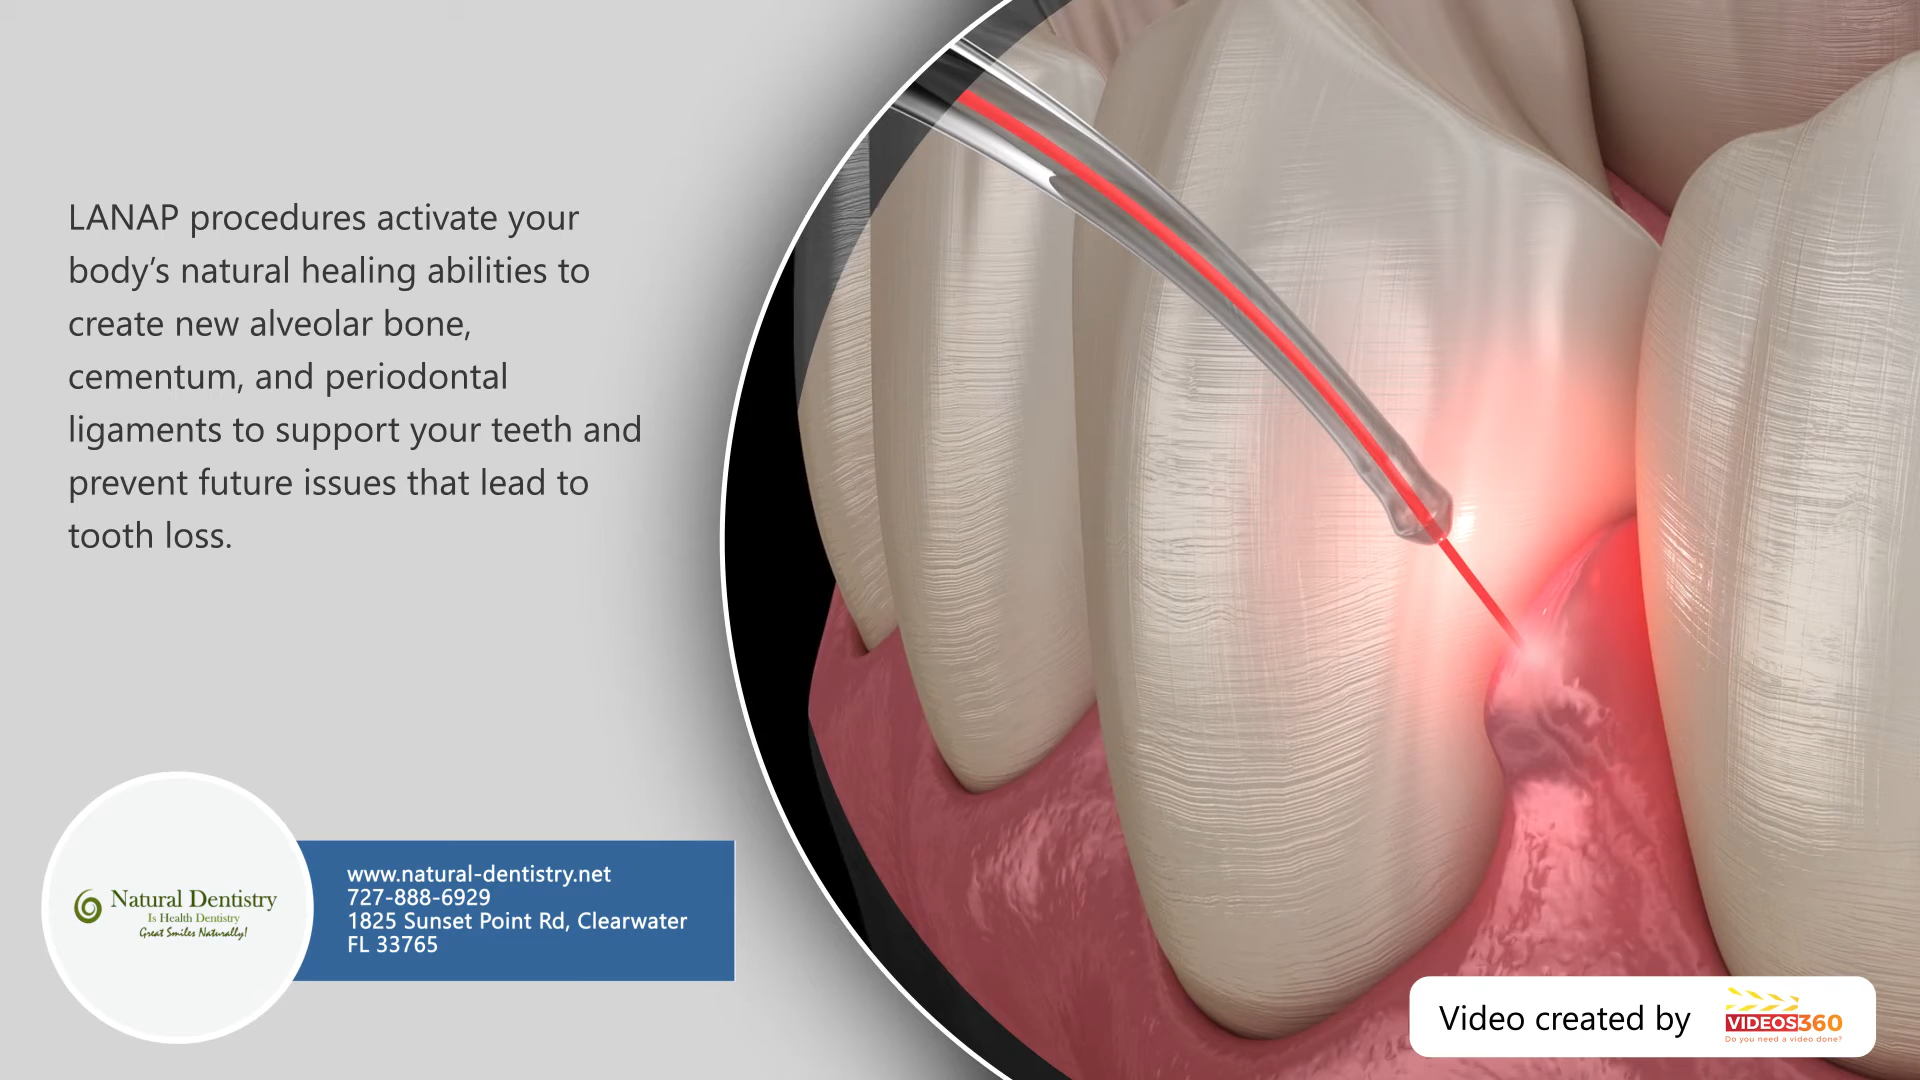 LANAP procedures activate your
body’s natural healing abilities to
create new alveolar bone,
cementum, and periodontal
ligaments to support your teeth and
prevent future issues that lead to
tooth loss.
Natural Dentistry
Is Health Dentistry
Great Smiles Naturally!
www.natural-dentistry.net
727-888-6929
1825 Sunset Point Rd, Clearwater
FL 33765
Video created by
VIDEOS360
Do you need a video done?